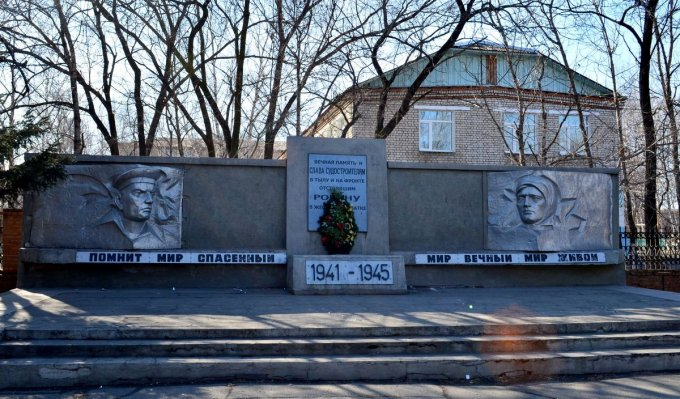 ВЕЧНАЯ ПАМЯТЬ И
СЛАВА СУДОСТРОИТЕЛЯМ
В ТЫЛУ И НА ФРОНТЕ
ОТСТОЯВШИМ
РОДИНУ
В
ПОМНИТ МИР СПАСЕННЫЙ
МИР ВЕЧНЫЙ МИР ЖИВОЙ
1941 - 1945